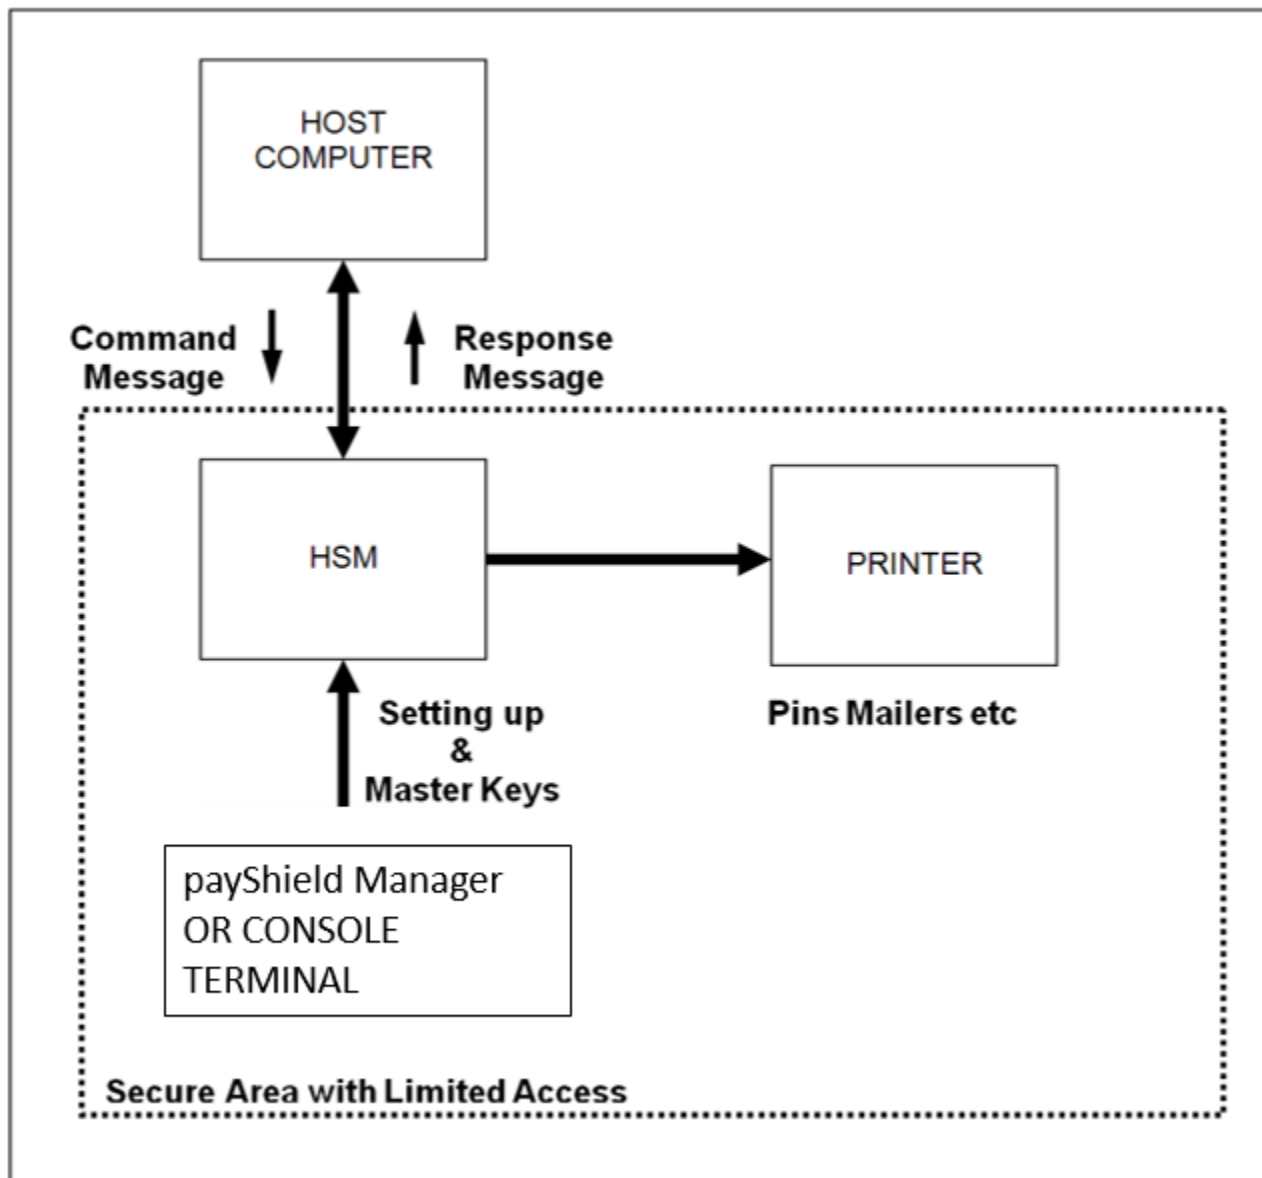 HOST
COMPUTER
Command
Message
Response
Message
HSM
PRINTER
Setting up
&
Master Keys
Pins Mailers etc
payShield Manager
OR CONSOLE
TERMINAL
Secure Area with Limited Access